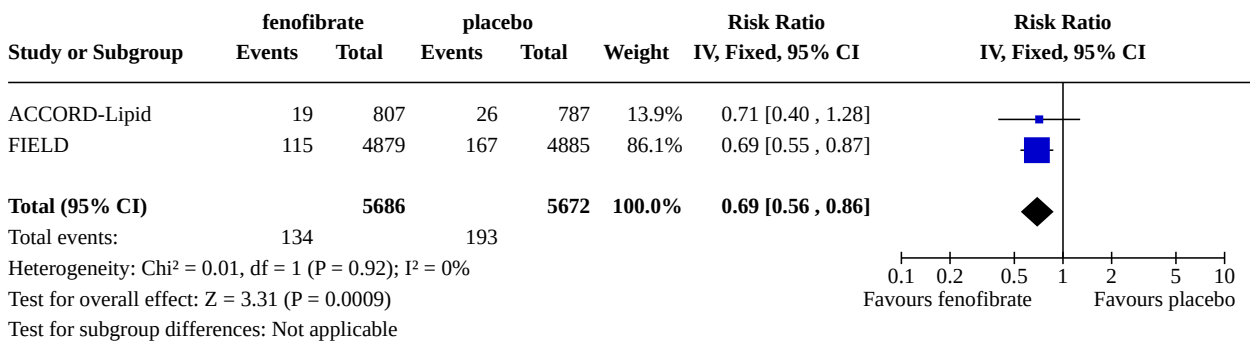 fenofibrate placebo Risk Ratio Risk Ratio
Study or Subgroup Events Total Events Total Weight IV, Fixed, 95% CI IV, Fixed, 95% CI
ACCORD-Lipid 19 807 26 787 13.9% 0.71 [0.40 , 1.28]
FIELD 115 4879 167 4885 86.1% 0.69 [0.55 , 0.87]
Total (95% CI) 5686 5672 100.0% 0.69 [0.56 , 0.86]
Total events: 134 193
Heterogeneity: Chi² = 0.01, df = 1 (P = 0.92); I² = 0%
0.1 0.2 0.5 1 2 5 10
Test for overall effect: Z = 3.31 (P = 0.0009) Favours fenofibrate Favours placebo
Test for subgroup differences: Not applicable